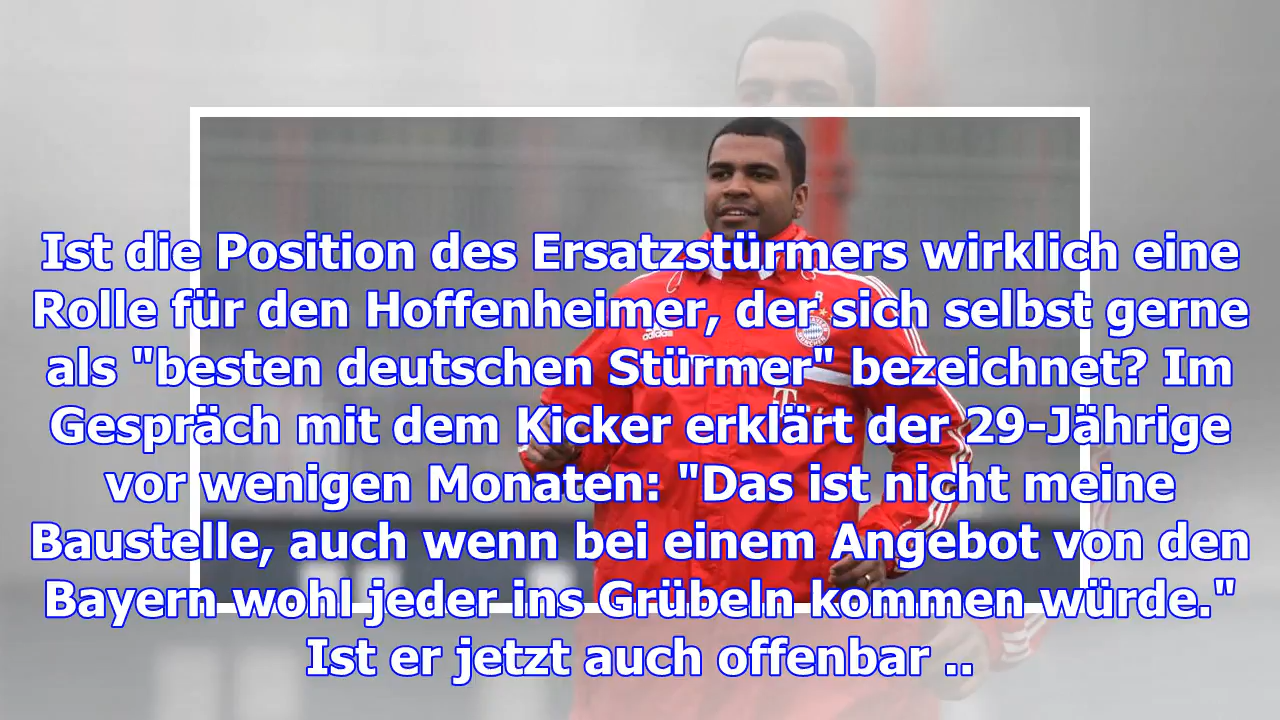 Ist die Position des Ersatzstürmers wirklich eine
Rolle für den Hoffenheimer, der sich selbst gerne
als "besten deutschen Stürmer" bezeichnet? Im
Gespräch mit dem Kicker erklärt der 29-Jährige
vor wenigen Monaten: "Das ist nicht meine
Baustelle, auch wenn bei einem Angebot von den
Bayern wohl jeder ins Grübeln kommen würde."
Ist er jetzt auch offenbar ..
adidas